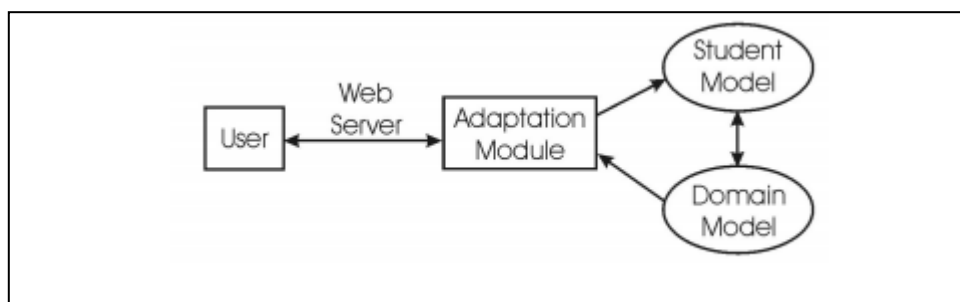 User
Web
Server
Adaptation
Module
Student
Model
Domain
Model